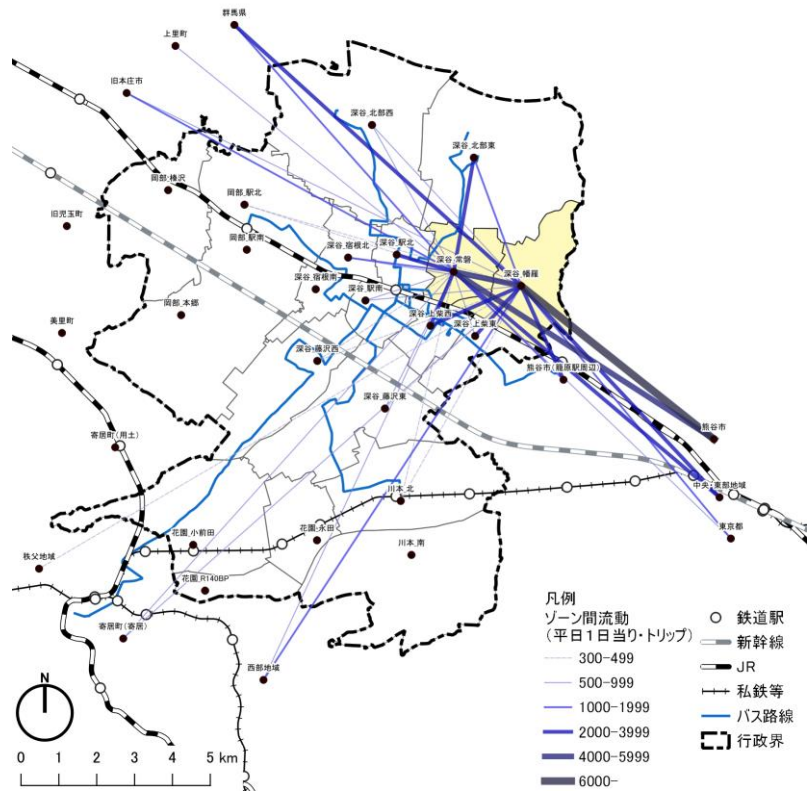 群馬県
上里町
旧本庄市
深谷_北部西
深谷_北部東
岡部_榛沢
岡部_駅北
旧児玉町
岡部_駅南
深谷_宿根北
深谷_駅北
深谷_常磐
深谷_幡羅
深谷_宿根南
深谷_駅南
岡部_本郷
深谷_上柴西
深谷_上柴東
美里町
深谷_藤沢西
熊谷市(籠原駅周辺)
深谷_藤沢東
熊谷市
寄居町(用土)
中央・東部地域
川本_北
花園_小前田
花園_永田
東京都
川本_南
秩父地域
花園_R140BP
寄居町(寄居)
西部地域
凡例
ゾーン間流動
(平日1日当り・トリップ)
300-499
500-999
1000-1999
2000-3999
4000-5999
6000-
鉄道駅
新幹線
JR
私鉄等
バス路線
行政界
N
0 1 2 3 4 5 km